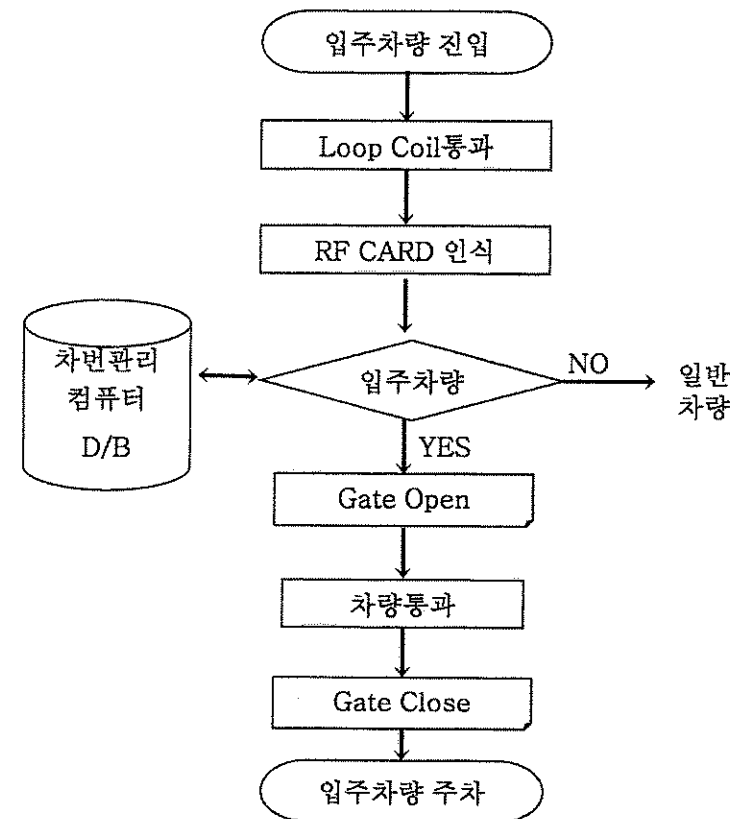 입주차량 진입
Loop Coil통과
RF CARD 인식
차번관리
컴퓨터
D/B
입주차량
NO
일반
차량
YES
Gate Open
차량통과
Gate Close
입주차량 주차